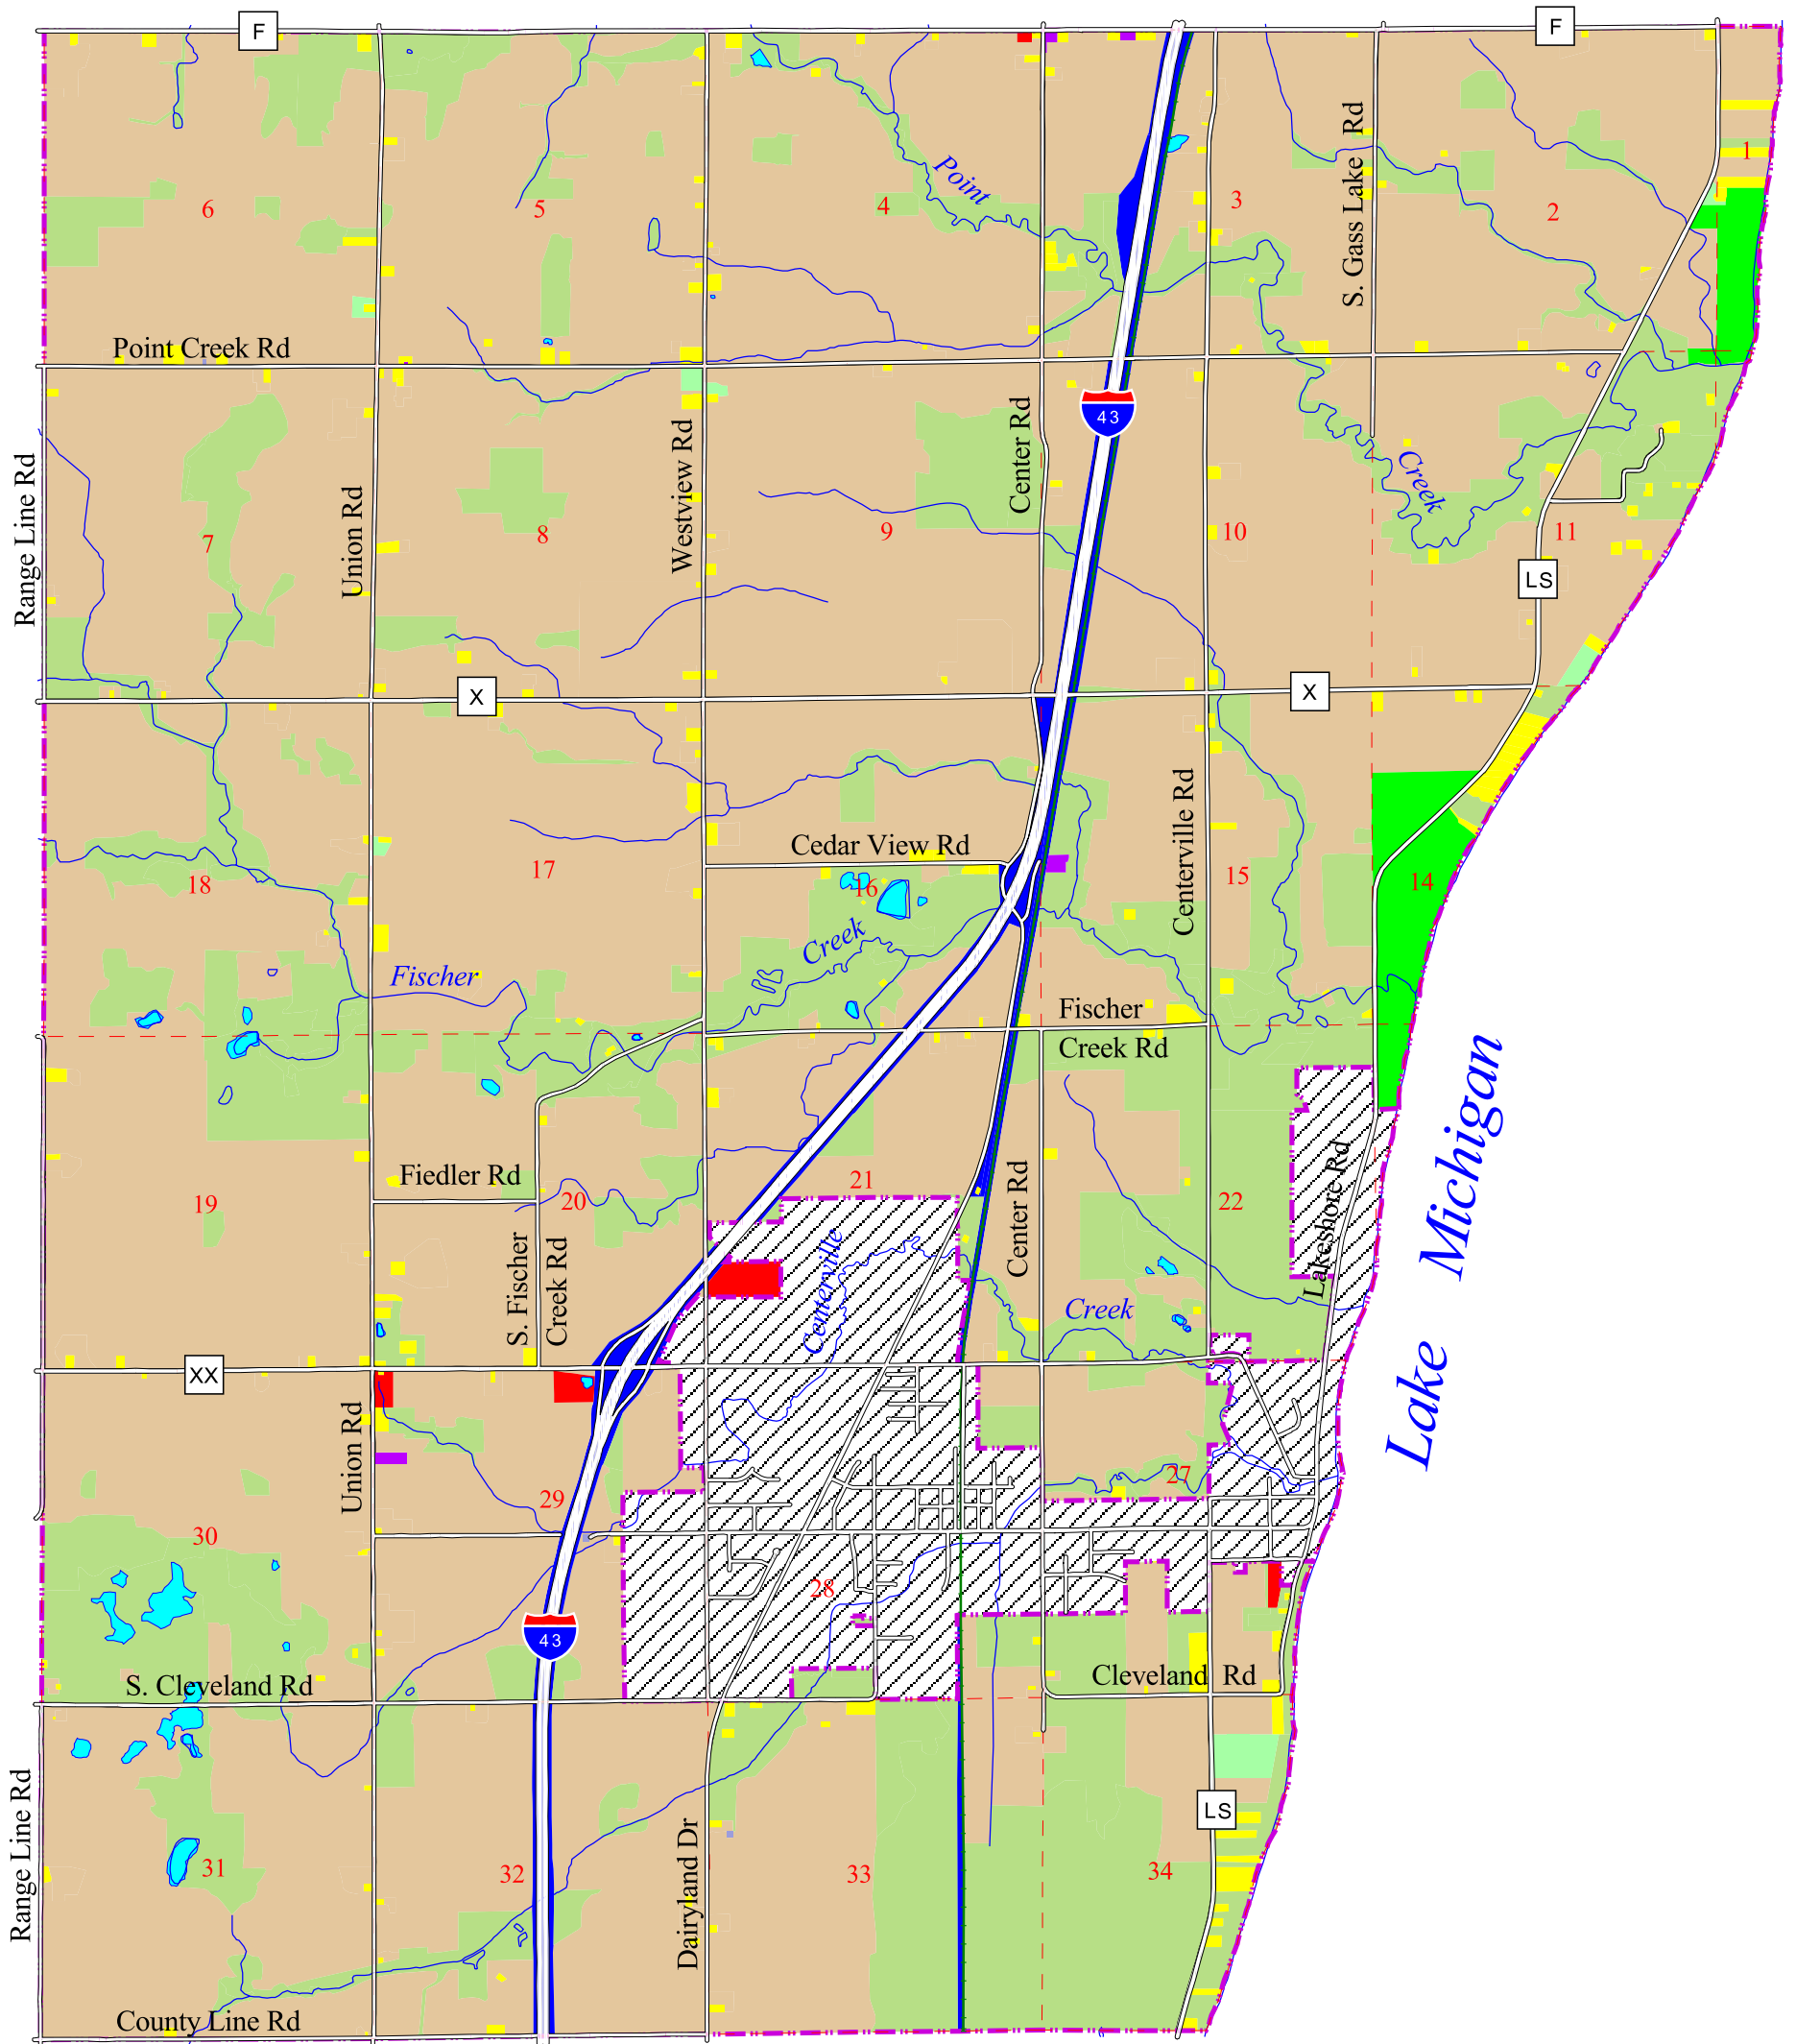 F
F
S. Gass Lake Rd
1
Point
6
5
4
3
2
Point Creek Rd
43
Center Rd
Westview Rd
Creek
Range Line Rd
Union Rd
7
8
9
10
11
LS
X
X
Centerville Rd
Cedar View Rd
18
17
16
15
14
Creek
Fischer
Fischer
Creek Rd
Lake Michigan
Fiedler Rd
19
20
21
22
Center Rd
Lakeshore Rd
S. Fischer
Creek Rd
Centerville
Creek
XX
Union Rd
29
27
30
28
43
S. Cleveland Rd
Cleveland Rd
LS
Range Line Rd
Dairyland Dr
31
32
33
34
County Line Rd